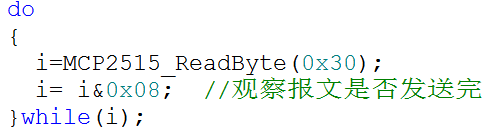 do
{
i=MCP2515_ReadByte(0x30);
i= i&0x08; //观察报文是否发送完
}while(i);